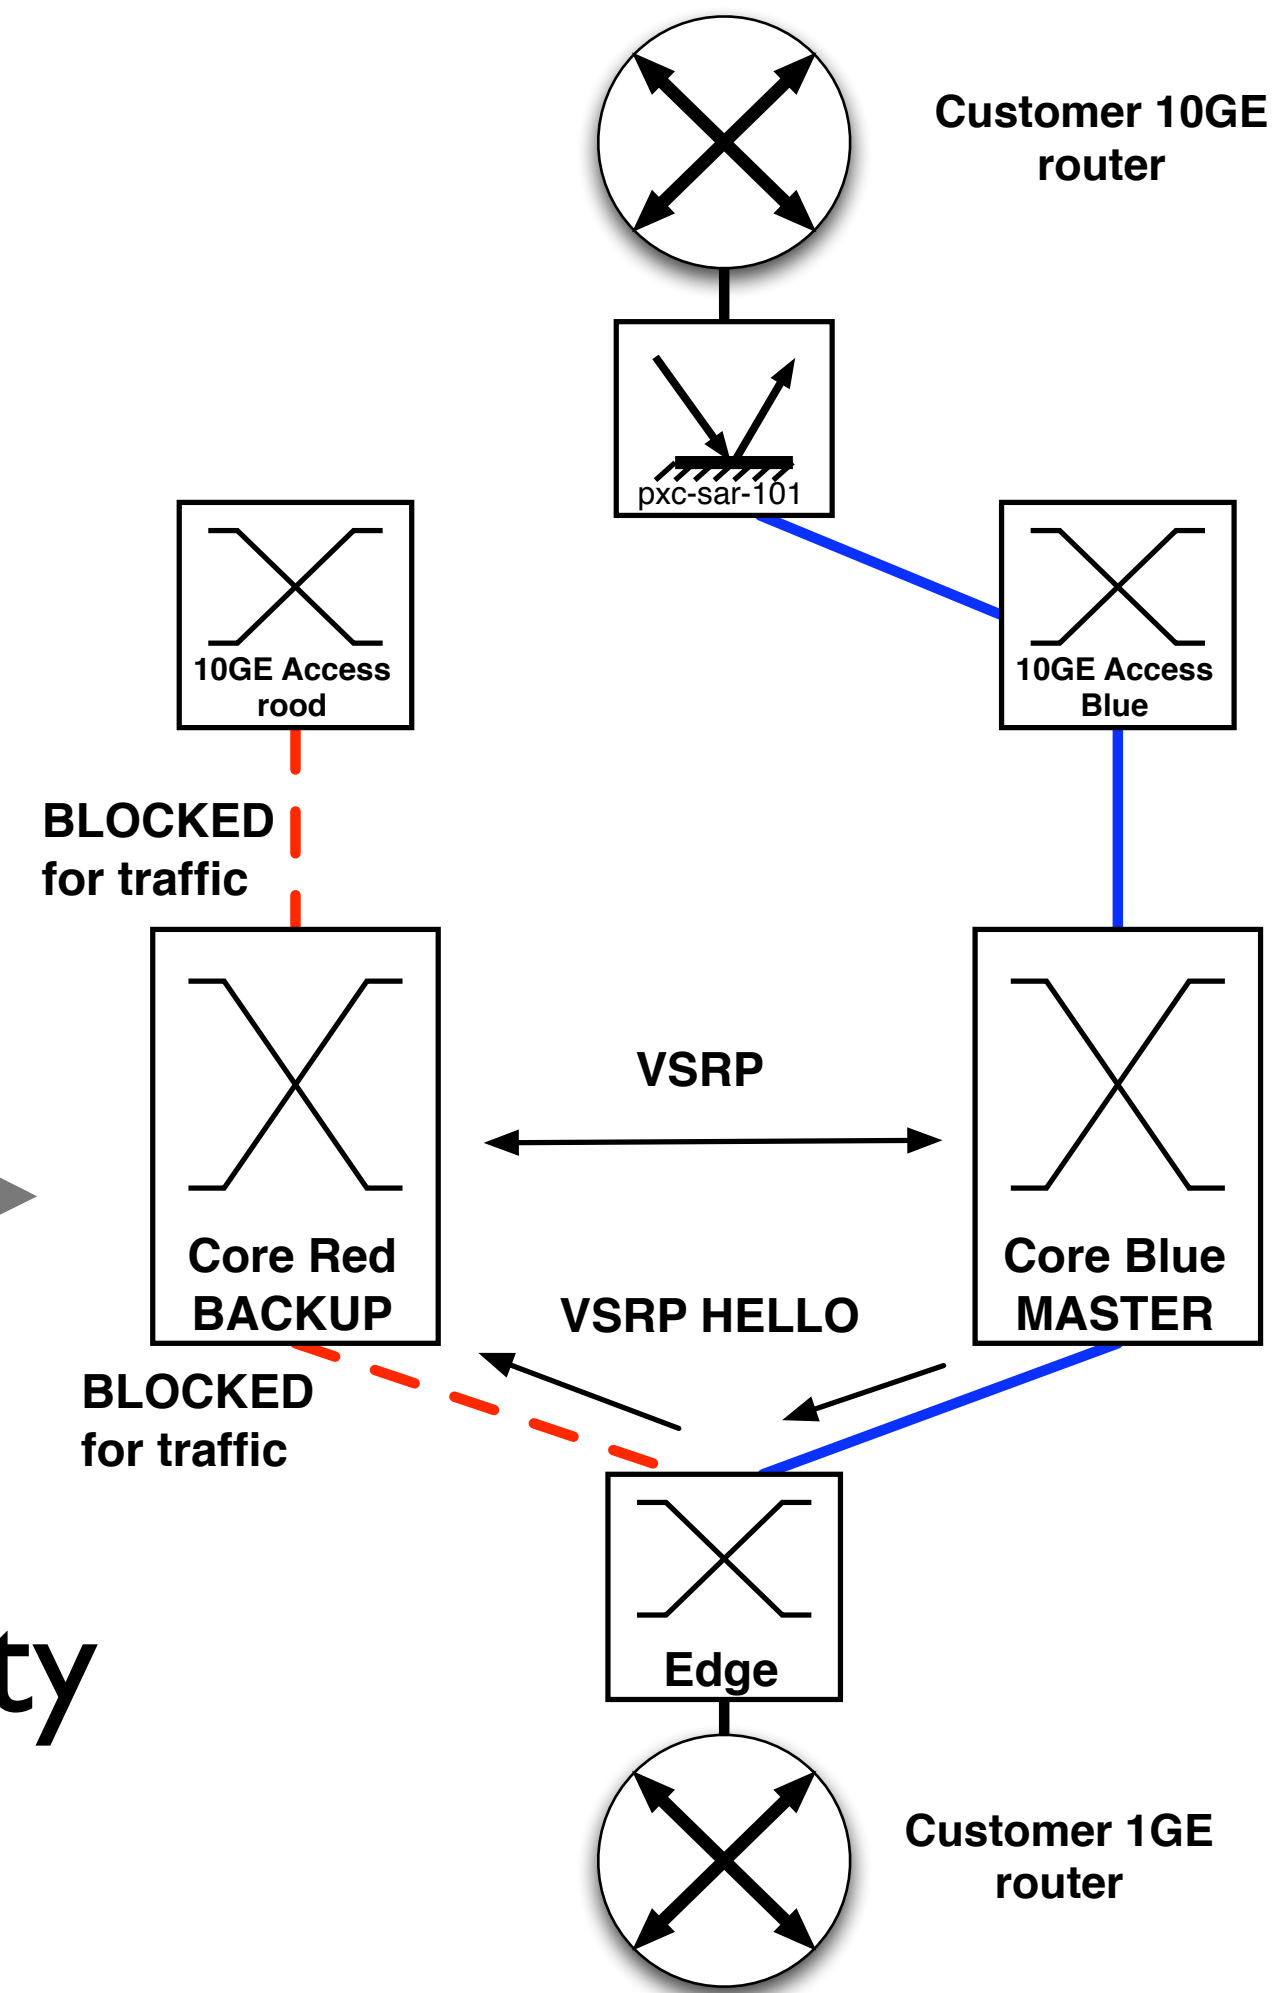 Customer 10GE
router
pxc-sar-101
10GE Access
rood
10GE Access
Blue
BLOCKED
for traffic
VSRP
Core Red
BACKUP
Core Blue
MASTER
VSRP HELLO
BLOCKED
for traffic
Edge
ty
Customer 1GE
router